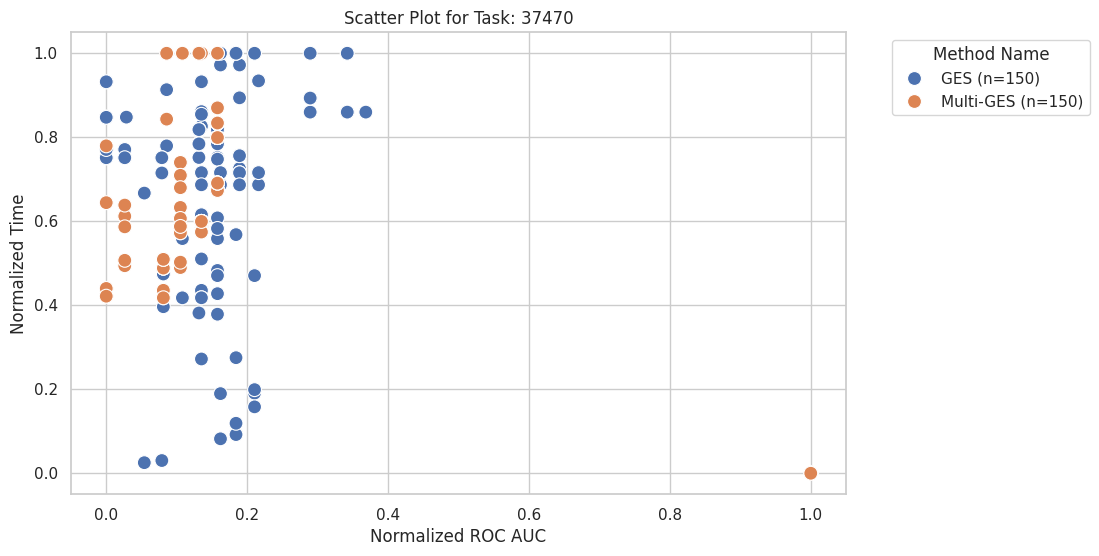 Scatter Plot for Task: 37470
Method Name
GES (n=150)
Multi-GES (n=150)
Normalized Time
1.0
0.8
0.6
0.4
0.2
0.0
0.0 0.2 0.4 0.6 0.8 1.0
Normalized ROC AUC